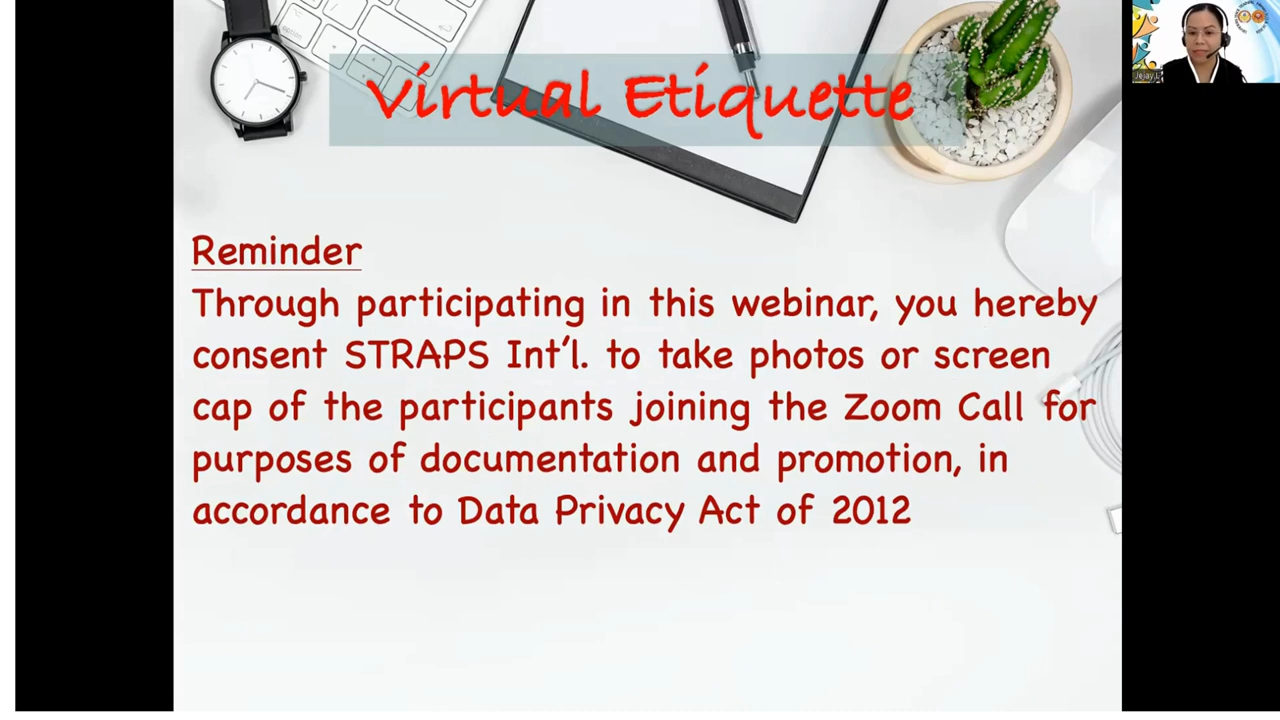 Virtual Etiquette
Reminder
Through participating in this webinar, you hereby
consent STRAPS Int'l. to take photos or screen
cap of the participants joining the Zoom Call for
purposes of documentation and promotion, in
accordance to Data Privacy Act of 2012
option
Jejay L